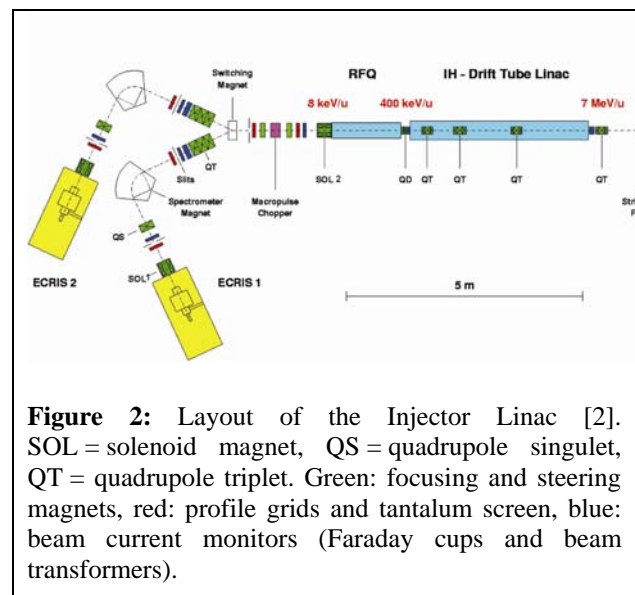 RFQ
IH - Drift Tube Linac
Switching
Magnet
8 keV/u
400 keV/u
7 MeV/u
QT
Slits
SOL 2
QD
QT
QT
QT
QT
Spectrometer
Magnet
Macropulse
Chopper
QS
SOL1
ECRIS 2
ECRIS 1
5 m
Figure 2: Layout of the Injector Linac [2].
SOL = solenoid magnet, QS = quadrupole singulet,
QT = quadrupole triplet. Green: focusing and steering
magnets, red: profile grids and tantalum screen, blue:
beam current monitors (Faraday cups and beam
transformers).